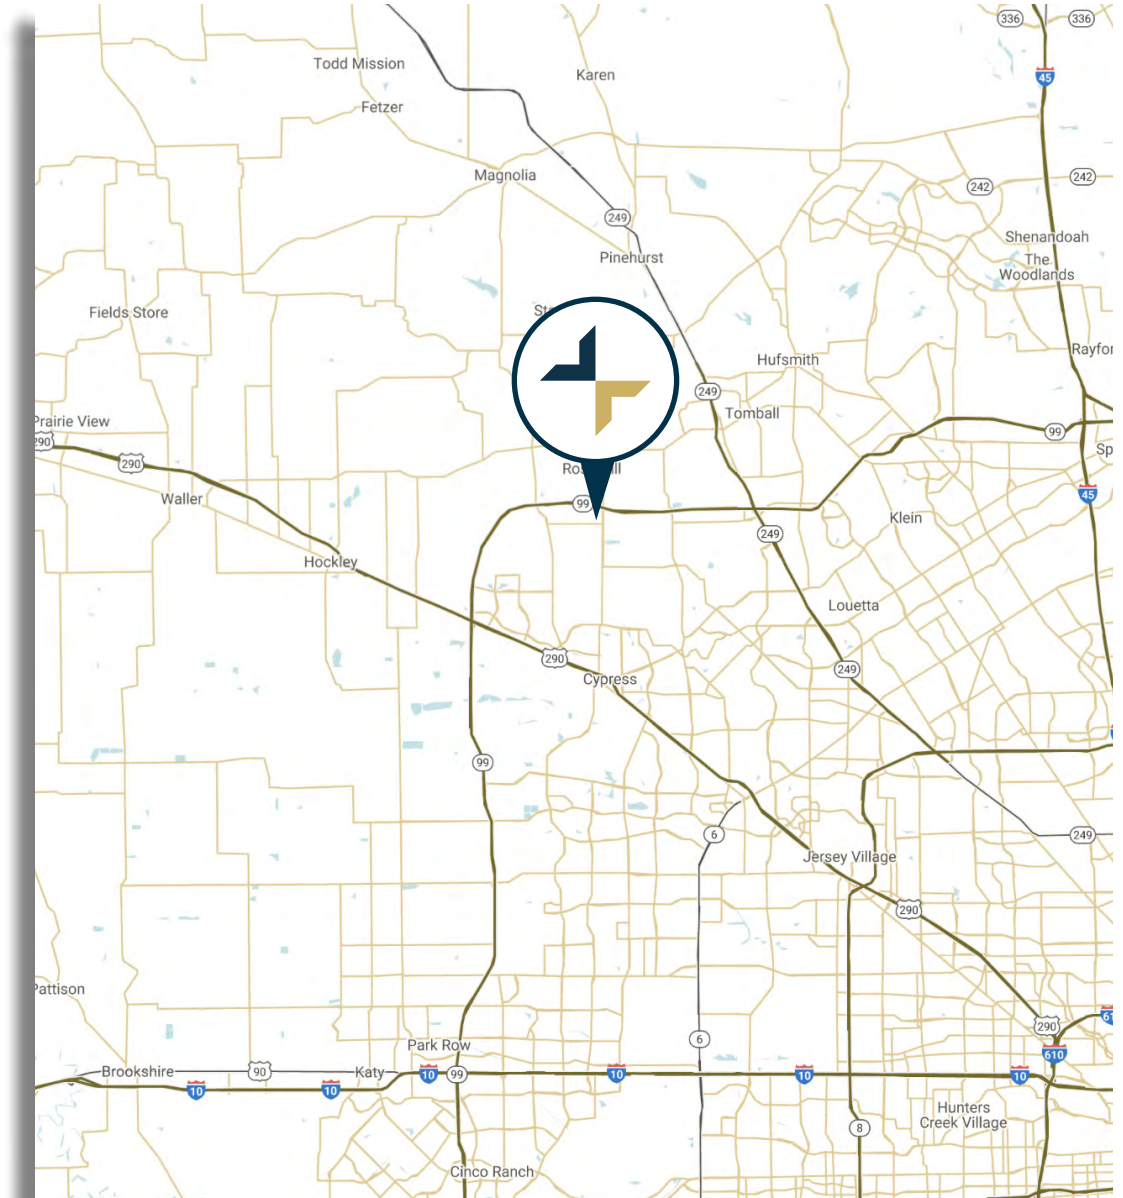 336
336
Todd Mission
Karen
45
Fetzer
Magnolia
242
242
249
Shenandoah
Pinehurst
The
Woodlands
Fields Store
Hufsmith
249
Tomball
Prairie View
99
290
290
Waller
45
99
Klein
249
Hockley
Louetta
290
249
Cypress
99
6
249
Jersey Village
290
Pattison
290
6
Park Row
610
Brookshire
90
Katy
10
99
10
10
10
10
10
Hunters
Creek Village
8
Cinco Ranch